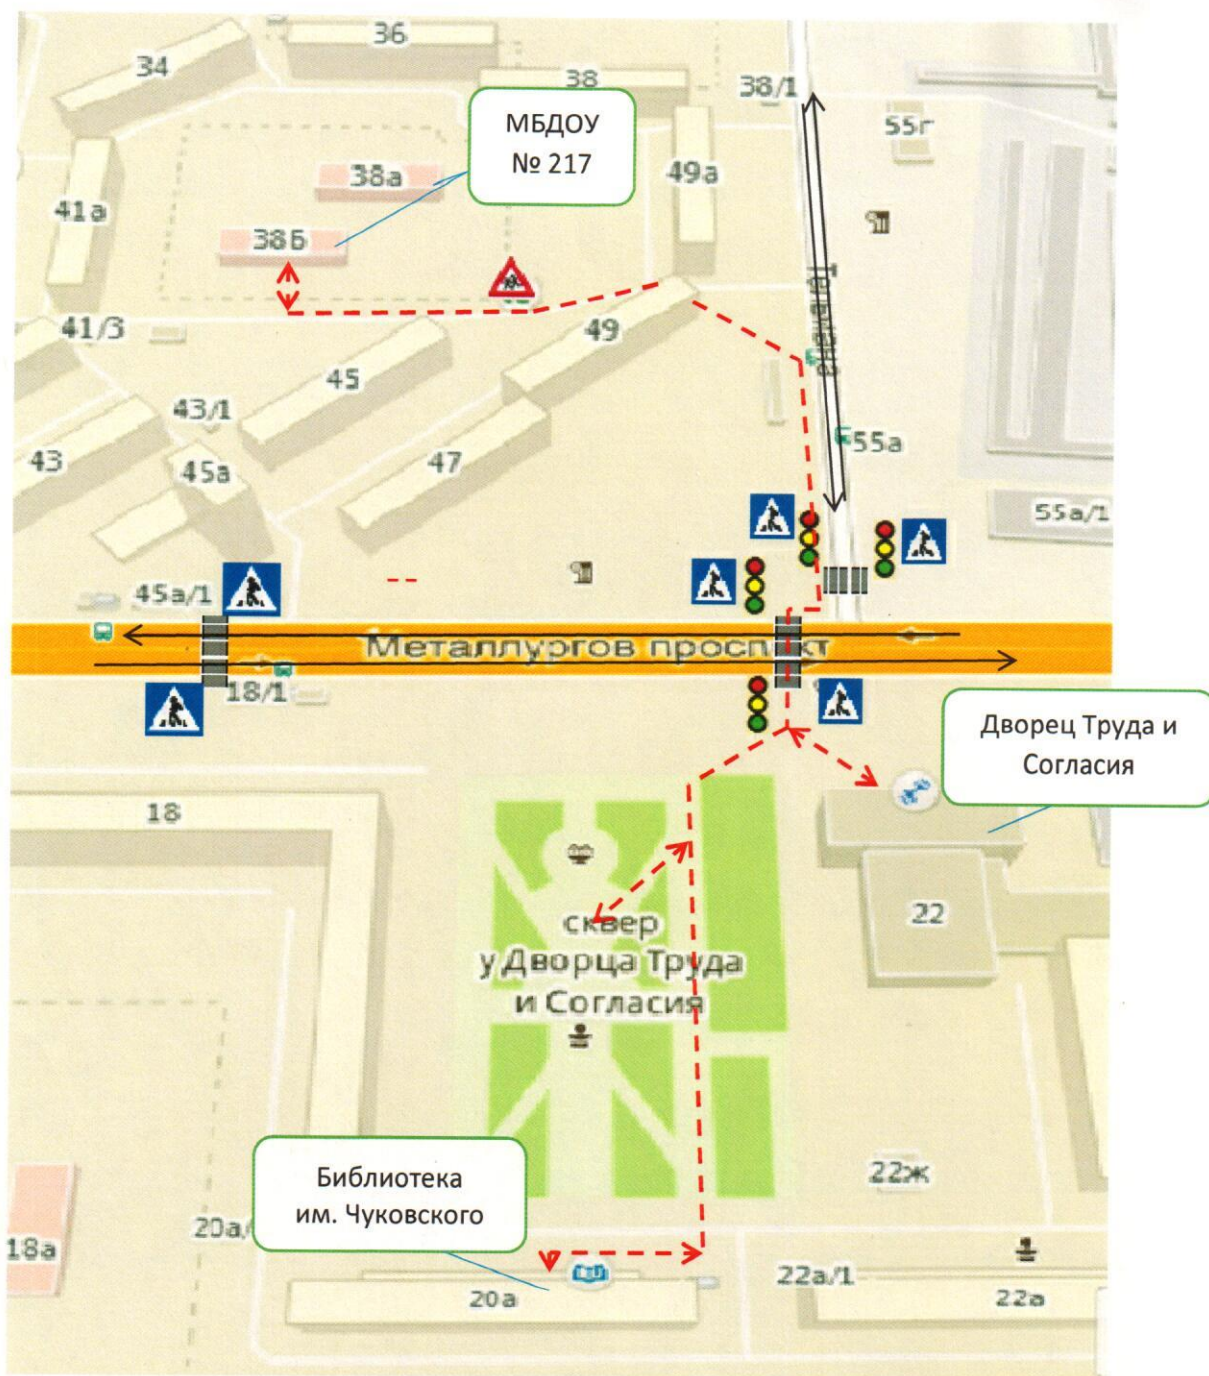 36
34
38
38/1
МБДОУ
№ 217
55г
38а
49а
41а
38Б
41/3
49
45
43/1
55а
43
45а
47
55а/1
45а/1
Металлургов проспект
18/1
Дворец Труда и
Согласия
18
22
сквер
у Дворца Труда
и Согласия
22ж
Библиотека
им. Чуковского
20а/
18а
22а/1
20а
22а